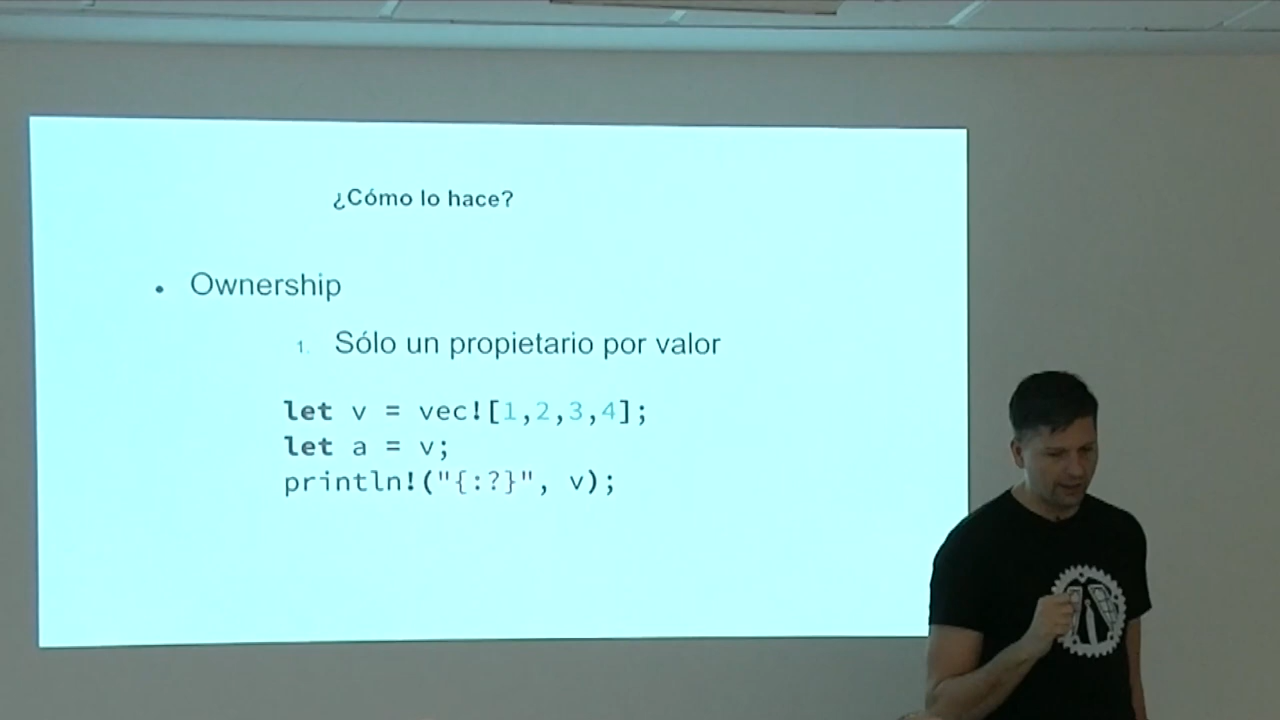 ¿Cómo lo hace?
• Ownership
1. Sólo un propietario por valor
let v = vec![1,2,3,4];
let a = v;
println!("{:?}", v);